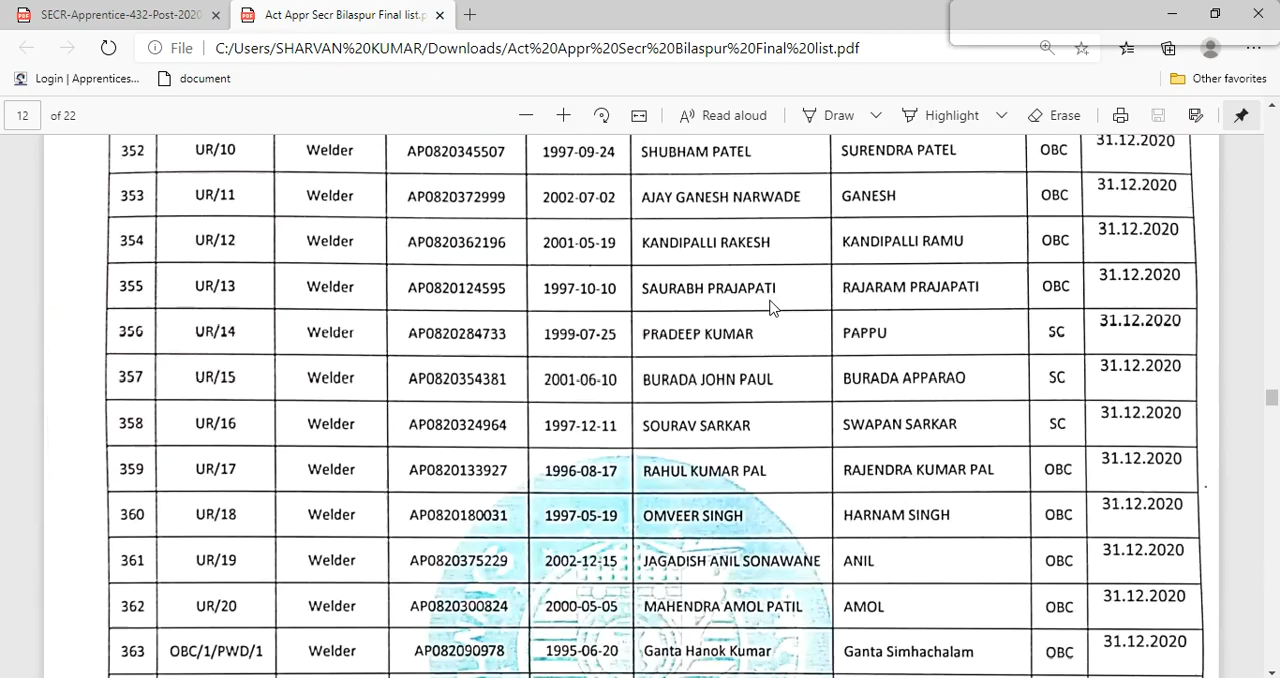 SECR-Apprentice-432-Post-2020
Act Appr Secr Bilaspur Final list.p
File C:/Users/SHARVAN%20KUMAR/Downloads/Act%20Appr%20Secr%20Bilaspur%20Final%20list.pdf
Login | Apprentices... document Other favorites
12 of 22 Read aloud Draw Highlight Erase
352 UR/10 Welder AP0820345507 1997-09-24 SHUBHAM PATEL SURENDRA PATEL OBC 31.12.2020
353 UR/11 Welder AP0820372999 2002-07-02 AJAY GANESH NARWADE GANESH OBC 31.12.2020
354 UR/12 Welder AP0820362196 2001-05-19 KANDIPALLI RAKESH KANDIPALLI RAMU OBC 31.12.2020
355 UR/13 Welder AP0820124595 1997-10-10 SAURABH PRAJAPATI RAJARAM PRAJAPATI OBC 31.12.2020
356 UR/14 Welder AP0820284733 1999-07-25 PRADEEP KUMAR PAPPU SC 31.12.2020
357 UR/15 Welder AP0820354381 2001-06-10 BURADA JOHN PAUL BURADA APPARAO SC 31.12.2020
358 UR/16 Welder AP0820324964 1997-12-11 SOURAV SARKAR SWAPAN SARKAR SC 31.12.2020
359 UR/17 Welder AP0820133927 1996-08-17 RAHUL KUMAR PAL RAJENDRA KUMAR PAL OBC 31.12.2020
360 UR/18 Welder AP0820180031 1997-05-19 OMVEER SINGH HARNAM SINGH OBC 31.12.2020
361 UR/19 Welder AP0820375229 2002-12-15 JAGADISH ANIL SONAWANE ANIL OBC 31.12.2020
362 UR/20 Welder AP0820300824 2000-05-05 MAHENDRA AMOL PATIL AMOL OBC 31.12.2020
363 OBC/1/PWD/1 Welder AP082090978 1995-06-20 Ganta Hanok Kumar Ganta Simhachalam OBC 31.12.2020